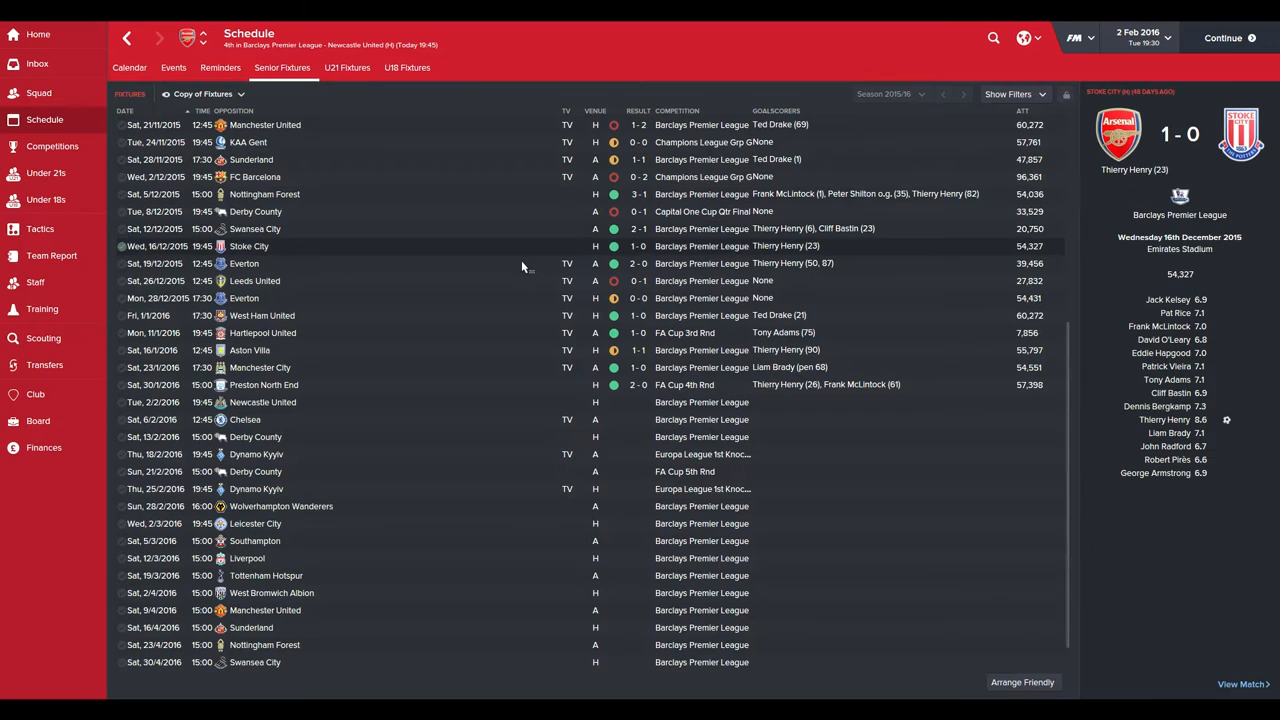 Home
Inbox
Squad
Schedule
Competitions
Under 21s
Under 18s
Tactics
Team Report
Staff
Training
Scouting
Transfers
Club
Board
Finances
Schedule
4th in Barclays Premier League - Newcastle United (H) (Today 19:45)
FM
2 Feb 2016
Tue 19:30
Continue
Calendar Events Reminders Senior Fixtures U21 Fixtures U18 Fixtures
FIXTURES Copy of Fixtures Season 2015/16 Show Filters
DATE TIME OPPOSITION TV VENUE RESULT COMPETITION GOALSCORERS ATT
Sat, 21/11/2015 12:45 Manchester United TV H 1-2 Barclays Premier League Ted Drake (69) 60,272
Tue, 24/11/2015 19:45 KAA Gent TV H 0-0 Champions League Grp G None 57,761
Sat, 28/11/2015 17:30 Sunderland TV A 1-1 Barclays Premier League Ted Drake (1) 47,857
Wed, 2/12/2015 19:45 FC Barcelona TV A 0-2 Champions League Grp G None 96,361
Sat, 5/12/2015 15:00 Nottingham Forest H 3-1 Barclays Premier League Frank McLintock (1), Peter Shilton o.g. (35), Thierry Henry (82) 54,036
Tue, 8/12/2015 19:45 Derby County A 0-1 Capital One Cup Qtr Final None 33,529
Sat, 12/12/2015 15:00 Swansea City A 2-1 Barclays Premier League Thierry Henry (6), Cliff Bastin (23) 20,750
Wed, 16/12/2015 19:45 Stoke City H 1-0 Barclays Premier League Thierry Henry (23) 54,327
Sat, 19/12/2015 12:45 Everton TV A 2-0 Barclays Premier League Thierry Henry (50, 87) 39,456
Sat, 26/12/2015 12:45 Leeds United TV A 0-1 Barclays Premier League None 27,832
Mon, 28/12/2015 17:30 Everton TV H 0-0 Barclays Premier League None 54,431
Fri, 1/1/2016 17:30 West Ham United TV H 1-0 Barclays Premier League Ted Drake (21) 60,272
Mon, 11/1/2016 19:45 Hartlepool United TV A 1-0 FA Cup 3rd Rnd Tony Adams (75) 7,856
Sat, 16/1/2016 12:45 Aston Villa TV H 1-1 Barclays Premier League Thierry Henry (90) 55,797
Sat, 23/1/2016 17:30 Manchester City TV A 1-0 Barclays Premier League Liam Brady (pen 68) 54,551
Sat, 30/1/2016 15:00 Preston North End H 2-0 FA Cup 4th Rnd Thierry Henry (26), Frank McLintock (61) 57,398
Tue, 2/2/2016 19:45 Newcastle United H Barclays Premier League
Sat, 6/2/2016 12:45 Chelsea TV A Barclays Premier League
Sat, 13/2/2016 15:00 Derby County H Barclays Premier League
Thu, 18/2/2016 19:45 Dynamo Kyyiv TV A Europa League 1st Knoc...
Sun, 21/2/2016 15:00 Derby County A FA Cup 5th Rnd
Thu, 25/2/2016 19:45 Dynamo Kyyiv TV H Europa League 1st Knoc...
Sun, 28/2/2016 16:00 Wolverhampton Wanderers A Barclays Premier League
Wed, 2/3/2016 19:45 Leicester City H Barclays Premier League
Sat, 5/3/2016 15:00 Southampton A Barclays Premier League
Sat, 12/3/2016 15:00 Liverpool H Barclays Premier League
Sat, 19/3/2016 15:00 Tottenham Hotspur A Barclays Premier League
Sat, 2/4/2016 15:00 West Bromwich Albion H Barclays Premier League
Sat, 9/4/2016 15:00 Manchester United A Barclays Premier League
Sat, 16/4/2016 15:00 Sunderland H Barclays Premier League
Sat, 23/4/2016 15:00 Nottingham Forest A Barclays Premier League
Sat, 30/4/2016 15:00 Swansea City H Barclays Premier League
Arrange Friendly
STOKE CITY (H) (48 DAYS AGO)
Arsenal
1 - 0
STOKE CITY
THE POTTERS
Thierry Henry (23)
Barclays Premier League
Wednesday 16th December 2015
Emirates Stadium
54,327
Jack Kelsey 6.9
Pat Rice 7.1
Frank McLintock 7.0
David O'Leary 6.8
Eddie Hapgood 7.0
Patrick Vieira 7.1
Tony Adams 7.1
Cliff Bastin 6.9
Dennis Bergkamp 7.3
Thierry Henry 8.6
Liam Brady 7.1
John Radford 6.7
Robert Pirès 6.6
George Armstrong 6.9
View Match